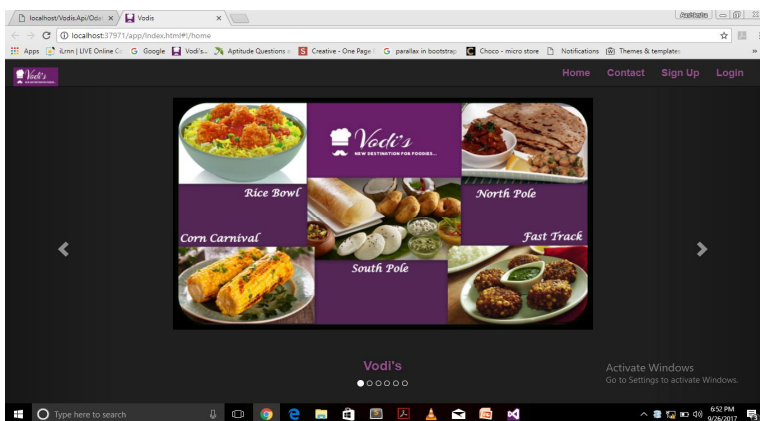 localhost/Vodis.Api/Oda
Vodis
localhost:37971/app/Index.html#!/home
Apps
iLrnn | LIVE Online Co
Google
Vodi's...
Aptitude Questions a
Creative - One Page
parallax in bootstrap
Choco - micro store
Notifications
Themes & templates
»
Vodi's
Home
Contact
Sign Up
Login
Vodi's
NEW DESTINATION FOR FOODIES...
Rice Bowl
North Pole
Corn Carnival
Fast Track
South Pole
Vodi's
Activate Windows
Go to Settings to activate Windows.
Type here to search
6:52 PM
9/26/2017